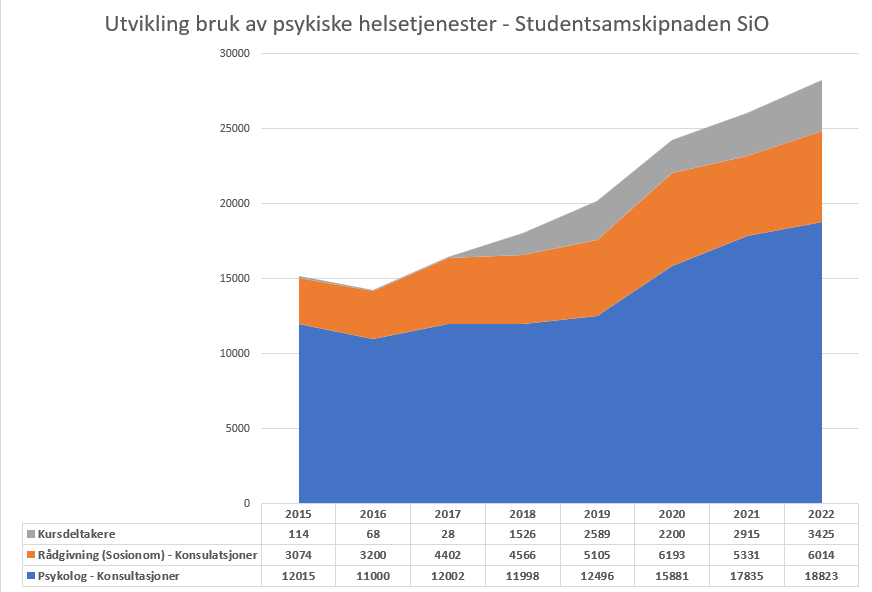 Utvikling bruk av psykiske helsetjenester - Studentsamskipnaden SiO
30000
25000
20000
15000
10000
5000
0
2015 2016 2017 2018 2019 2020 2021 2022
Kursdeltakere 114 68 28 1526 2589 2200 2915 3425
Rådgivning (Sosionom) - Konsulatsjoner 3074 3200 4402 4566 5105 6193 5331 6014
Psykolog - Konsultasjoner 12015 11000 12002 11998 12496 15881 17835 18823